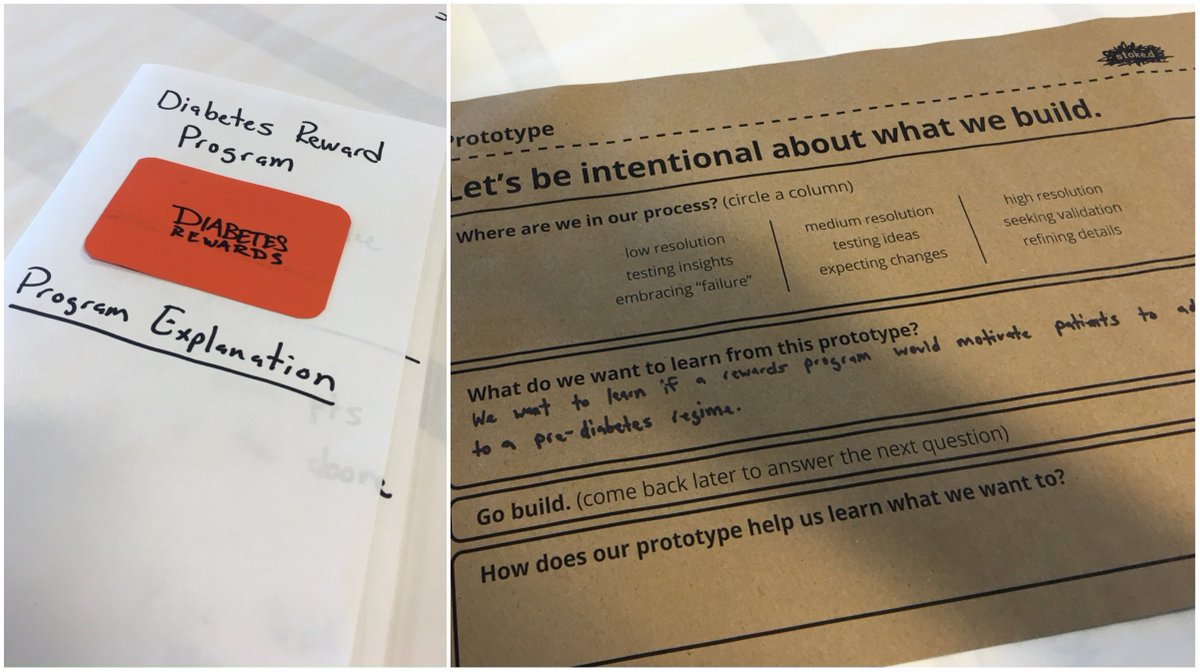 Diabetes Reward
Program
DIABETES
REWARDS
Program Explanation
stoked
Prototype
Let's be intentional about what we build.
Where are we in our process? (circle a column)
low resolution
testing insights
embracing "failure"
medium resolution
testing ideas
expecting changes
high resolution
seeking validation
refining details
What do we want to learn from this prototype?
We want to learn if a rewards program would motivate patients to
to a pre-diabetes regime.
Go build. (come back later to answer the next question)
How does our prototype help us learn what we want to?